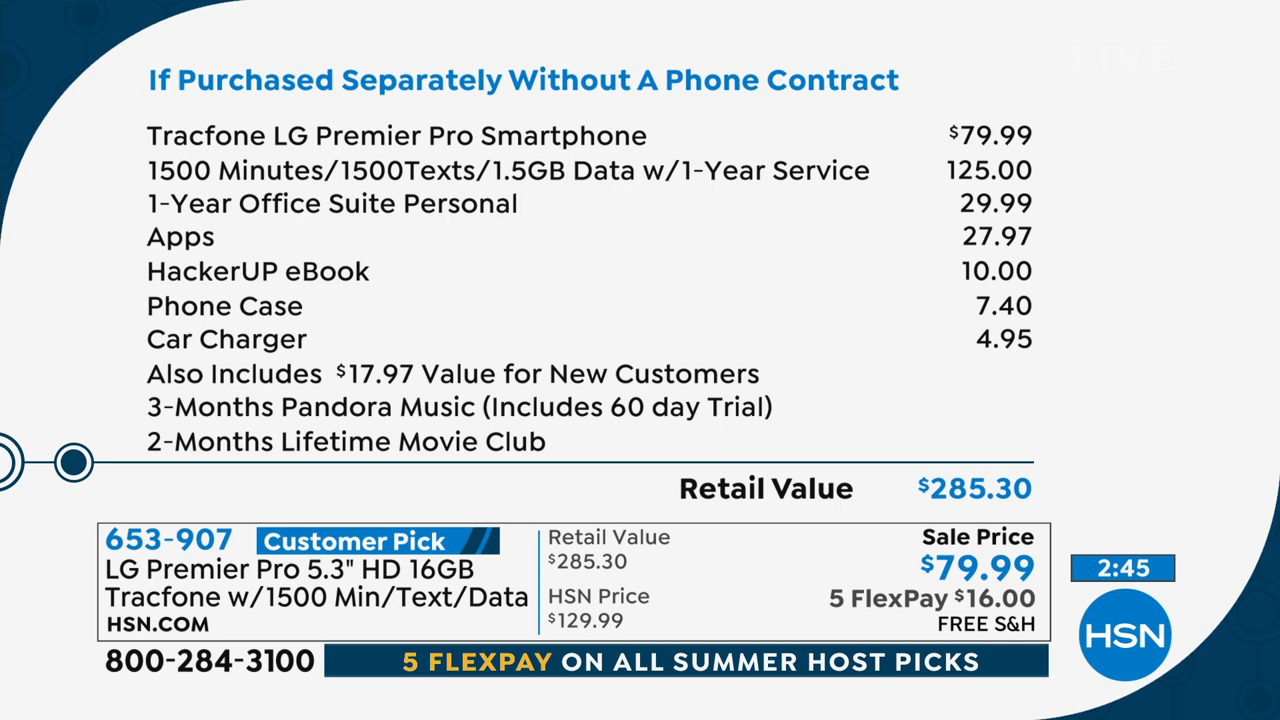 LIVE
If Purchased Separately Without A Phone Contract
Tracfone LG Premier Pro Smartphone $79.99
1500 Minutes/1500Texts/1.5GB Data w/1-Year Service 125.00
1-Year Office Suite Personal 29.99
Apps 27.97
HackerUP eBook 10.00
Phone Case 7.40
Car Charger 4.95
Also Includes $17.97 Value for New Customers
3-Months Pandora Music (Includes 60 day Trial)
2-Months Lifetime Movie Club
Retail Value $285.30
653-907 Customer Pick
LG Premier Pro 5.3" HD 16GB
Tracfone w/1500 Min/Text/Data
HSN.COM
Retail Value
$285.30
HSN Price
$129.99
Sale Price
$79.99
5 FlexPay $16.00
FREE S&H
2:45
HSN
800-284-3100 5 FLEXPAY ON ALL SUMMER HOST PICKS